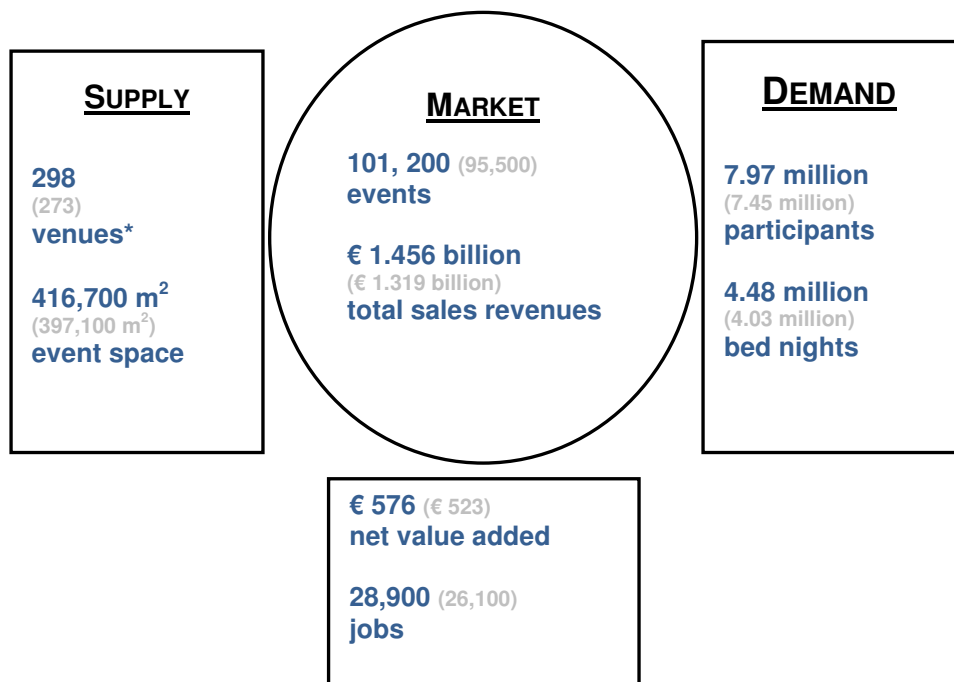 SUPPLY
298
(273)
venues*
416,700 m²
(397,100 m²)
event space
MARKET
101, 200 (95,500)
events
€ 1.456 billion
(€ 1.319 billion)
total sales revenues
DEMAND
7.97 million
(7.45 million)
participants
4.48 million
(4.03 million)
bed nights
€ 576 (€ 523)
net value added
28,900 (26,100)
jobs